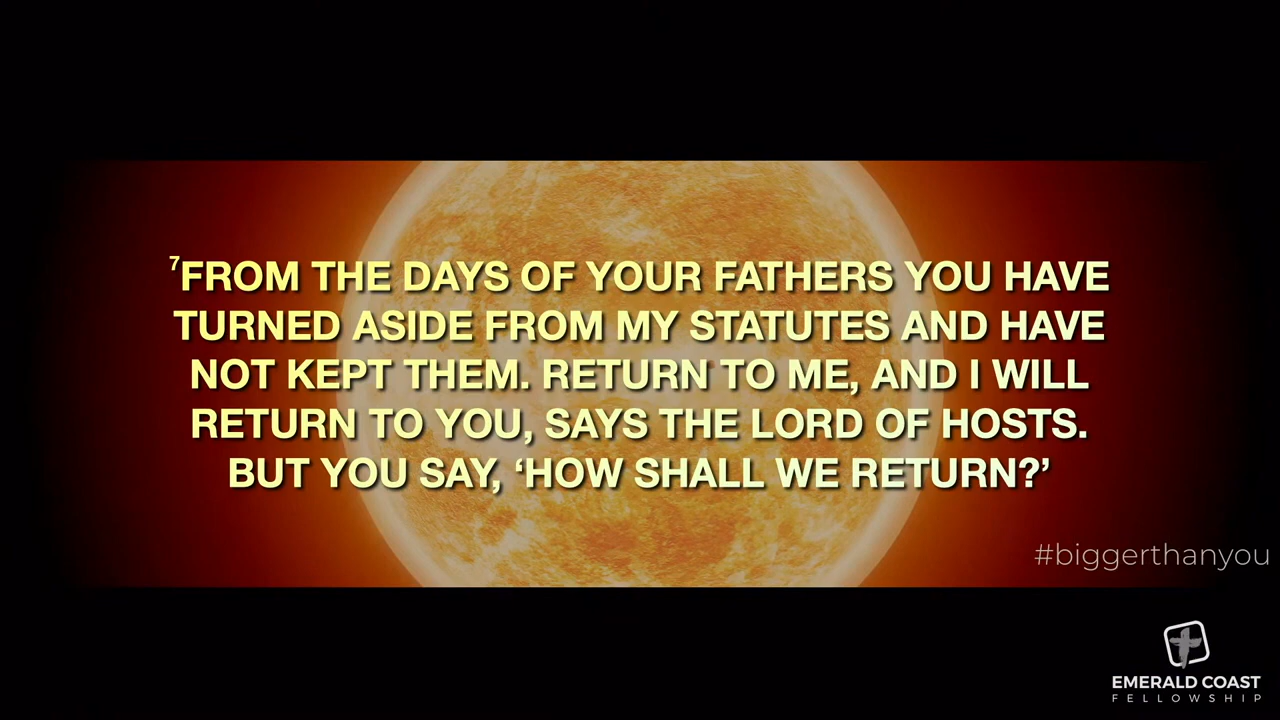 ⁷FROM THE DAYS OF YOUR FATHERS YOU HAVE
TURNED ASIDE FROM MY STATUTES AND HAVE
NOT KEPT THEM. RETURN TO ME, AND I WILL
RETURN TO YOU, SAYS THE LORD OF HOSTS.
BUT YOU SAY, ‘HOW SHALL WE RETURN?’
#biggerthanyou
EMERALD COAST
FELLOWSHIP